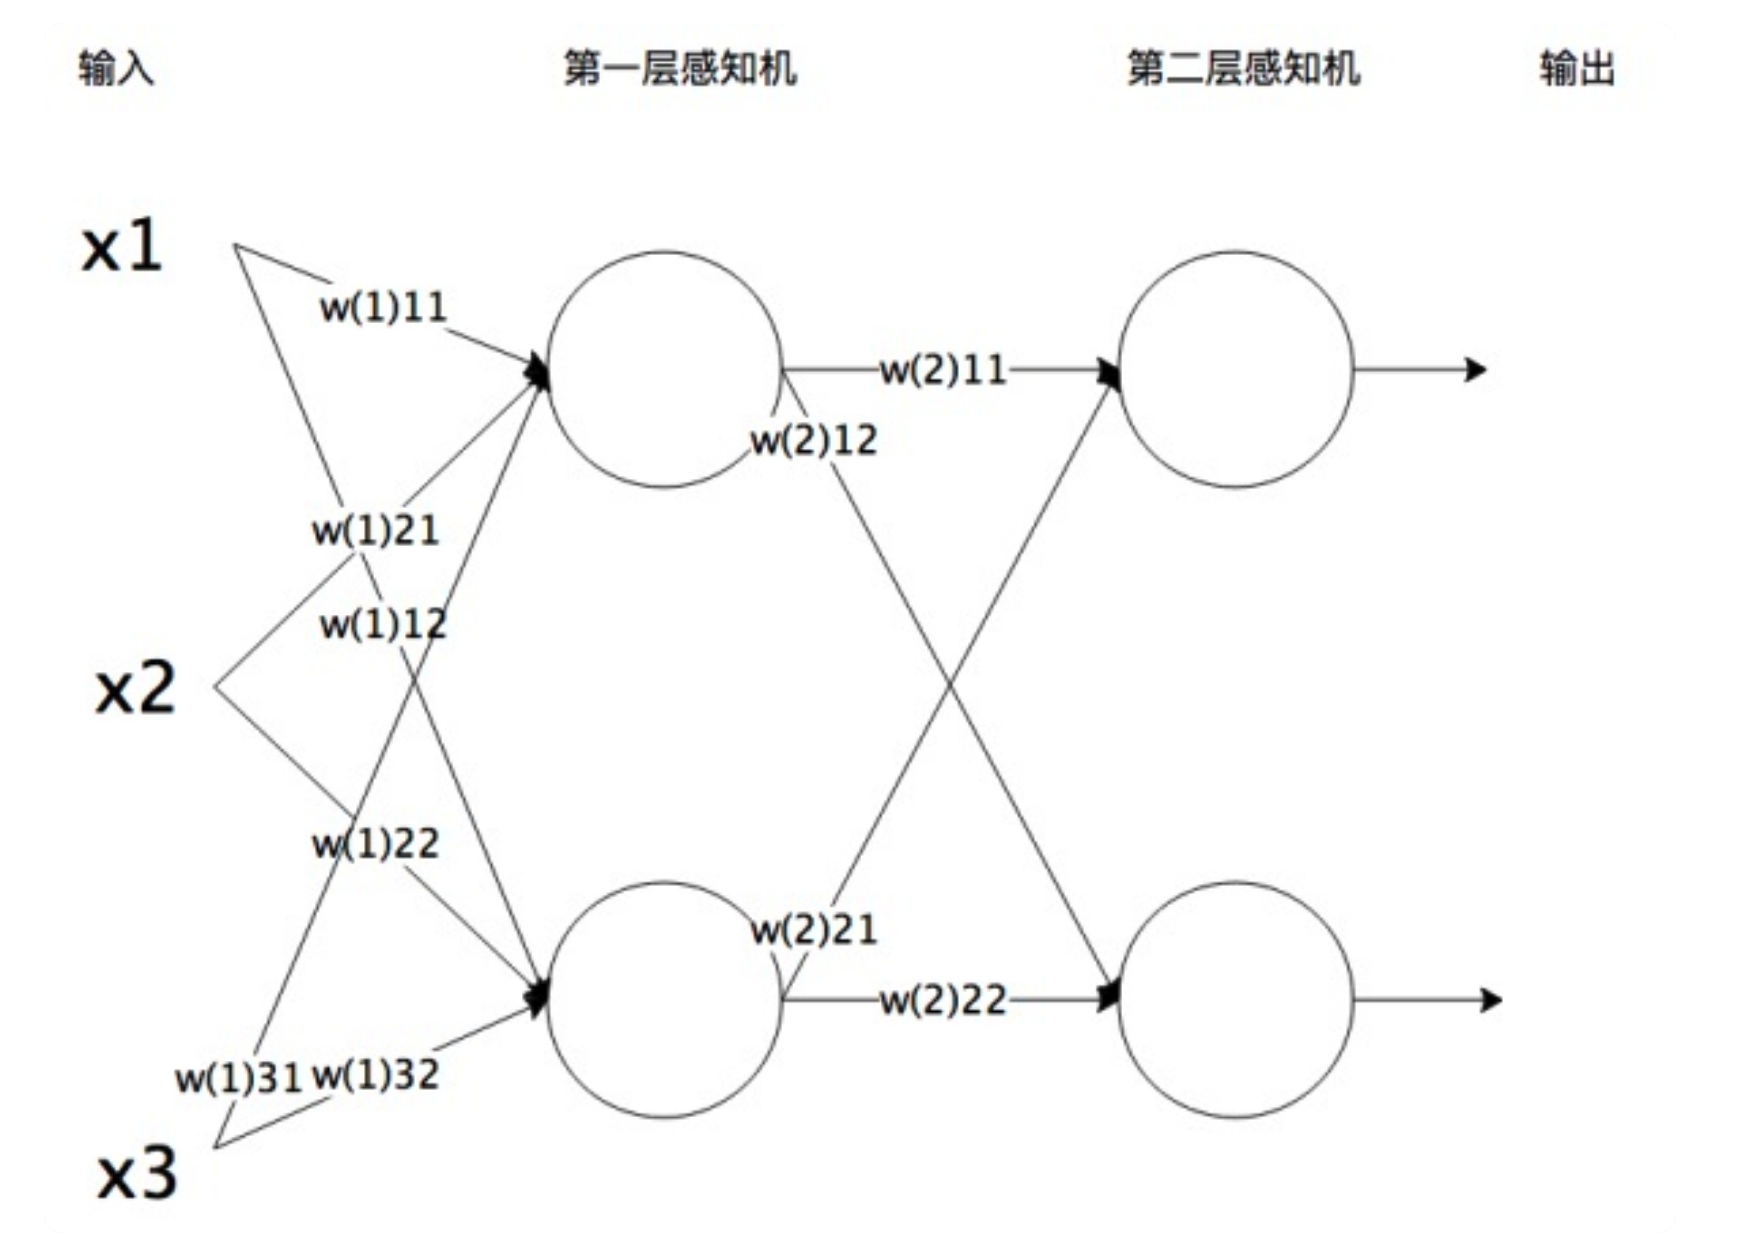 输入 第一层感知机 第二层感知机 输出
x1
w(1)11
w(2)11
w(2)12
w(1)21
w(1)12
x2
w(1)22
w(2)21
w(2)22
w(1)31 w(1)32
x3